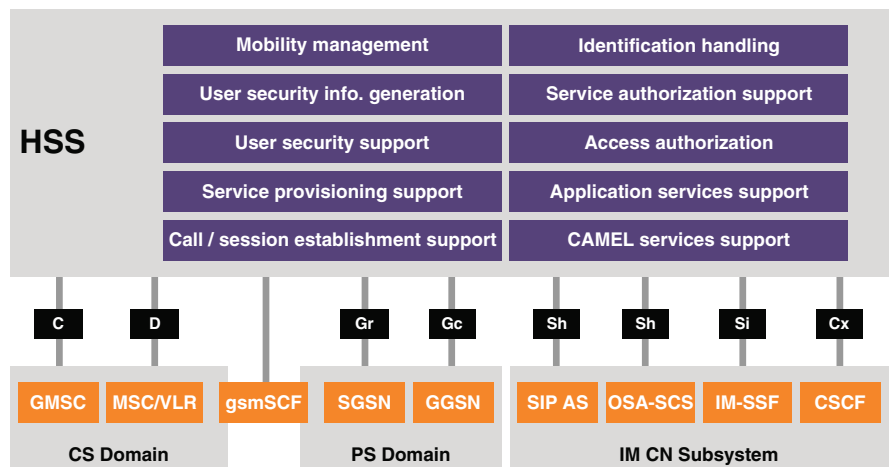 HSS
Mobility management
Identification handling
User security info. generation
Service authorization support
User security support
Access authorization
Service provisioning support
Application services support
Call / session establishment support
CAMEL services support
C
D
Gr
Gc
Sh
Sh
Si
Cx
GMSC
MSC/VLR
gsmSCF
SGSN
GGSN
SIP AS
OSA-SCS
IM-SSF
CSCF
CS Domain
PS Domain
IM CN Subsystem